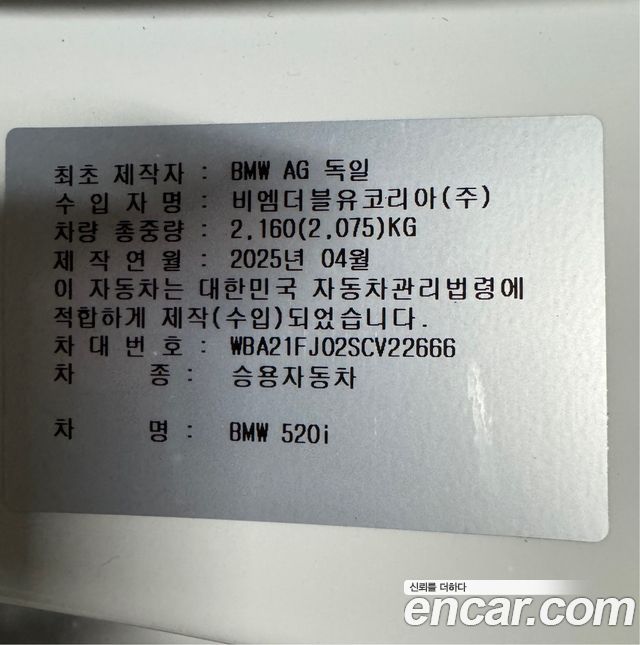 최초 제작자 : BMW AG 독일
수 입 자 명 : 비엠더블유코리아(주)
차량 총중량 : 2,160(2,075)KG
제 작 연 월 : 2025년 04월
이 자동차는 대한민국 자동차관리법령에
적합하게 제작(수입)되었습니다.
차 대 번 호 : WBA21FJ02SCV22666
차 종 : 승용자동차
차 명 : BMW 520i
신뢰를 더하다
encar.com